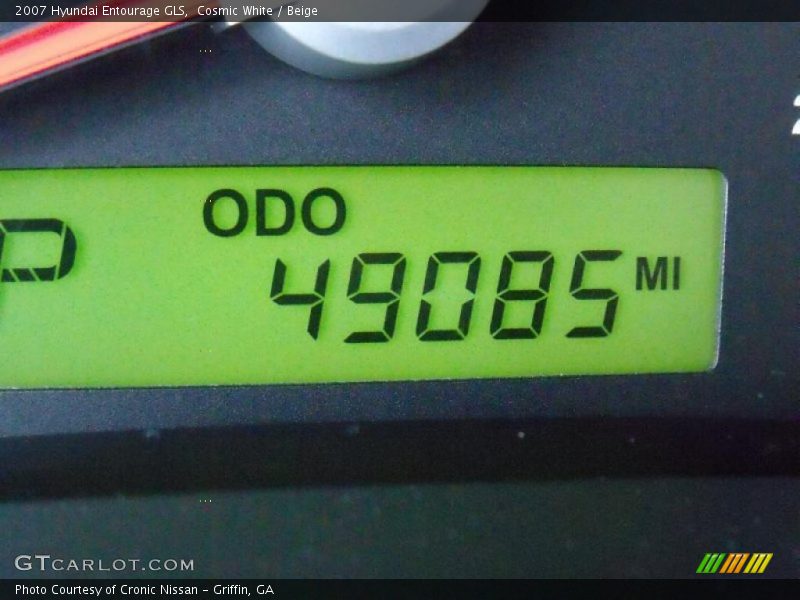 2007 Hyundai Entourage GLS,  Cosmic White / Beige
ODO
P
49085 MI
GTCARLOT.COM
Photo Courtesy of Cronic Nissan - Griffin, GA